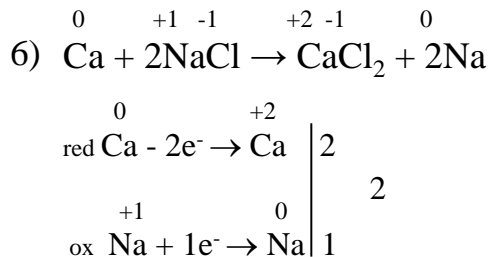 0 +1 -1 +2 -1 0
б) Ca + 2NaCl → CaCl₂ + 2Na
0 +2
red Ca - 2e⁻ → Ca 2
2
+1 0
ox Na + 1e⁻ → Na 1